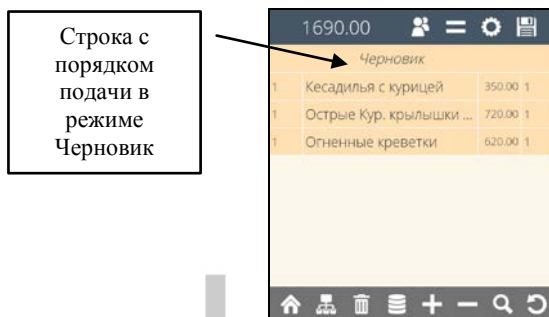 Строка с
порядком
подачи в
режиме
Черновик
1690.00
Черновик
1 Кесадилья с курицей 350.00 1
1 Острые Кур. крылышки ... 720.00 1
1 Огненные креветки 620.00 1